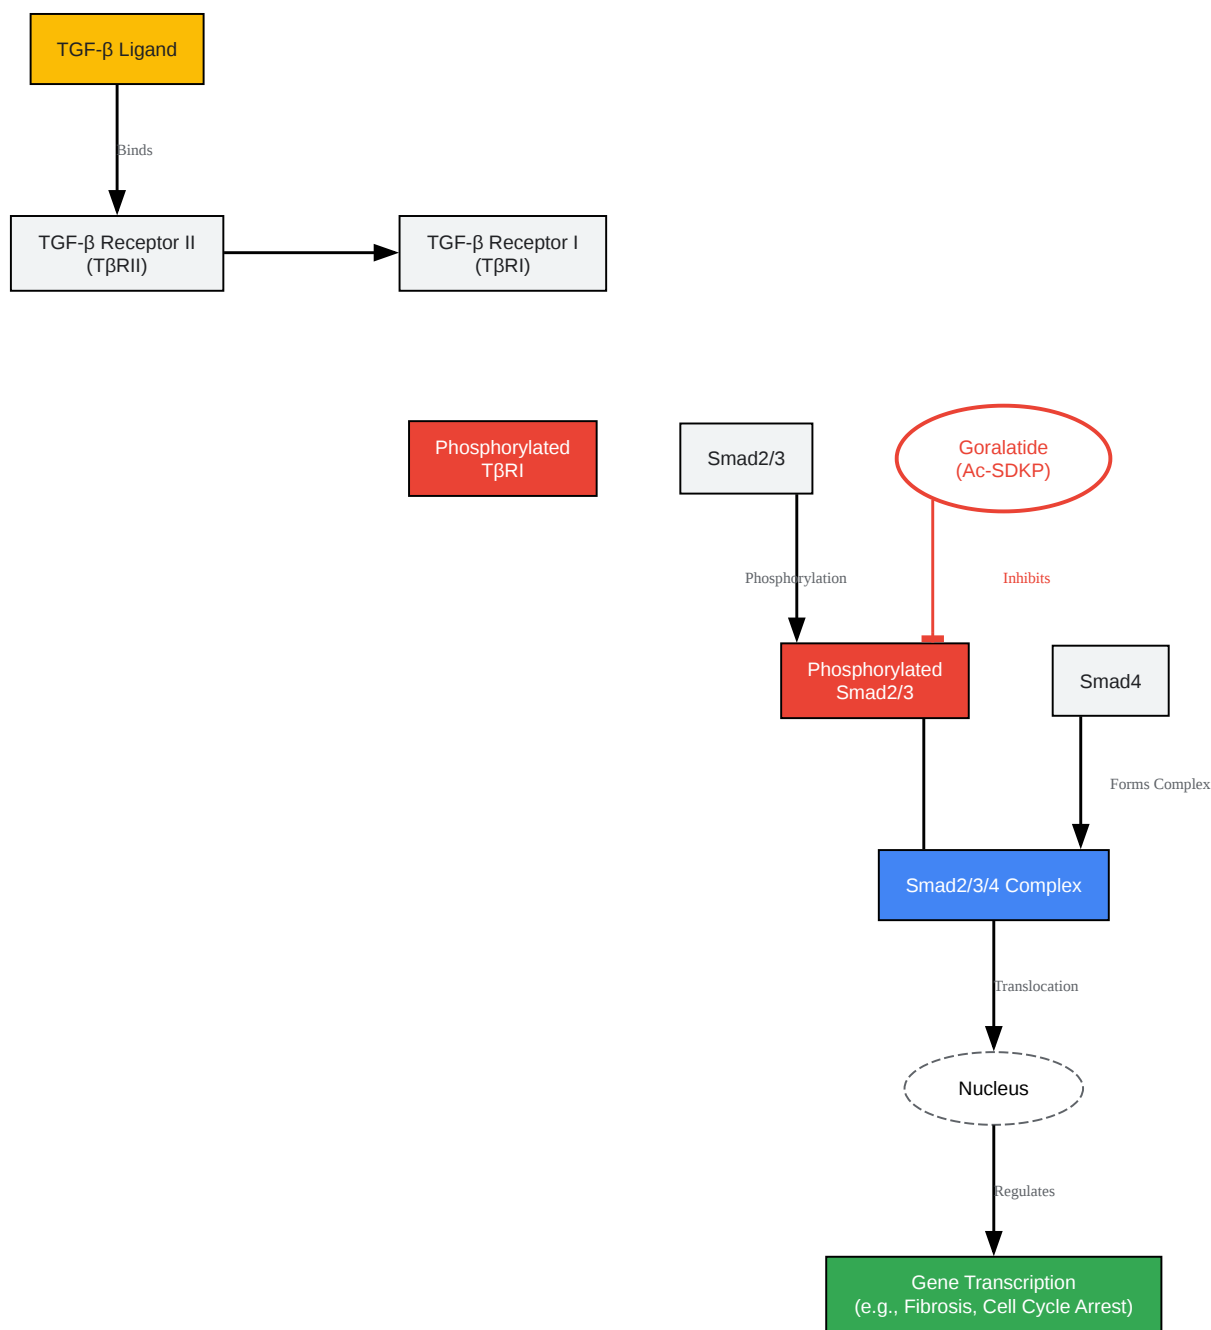 TGF-β Ligand
Binds
TGF-β Receptor II
(TβRII)
TGF-β Receptor I
(TβRI)
Phosphorylated
TβRI
Smad2/3
Goralatide
(Ac-SDKP)
Phosphorylation
Inhibits
Phosphorylated
Smad2/3
Smad4
Forms Complex
Smad2/3/4 Complex
Translocation
Nucleus
Regulates
Gene Transcription
(e.g., Fibrosis, Cell Cycle Arrest)